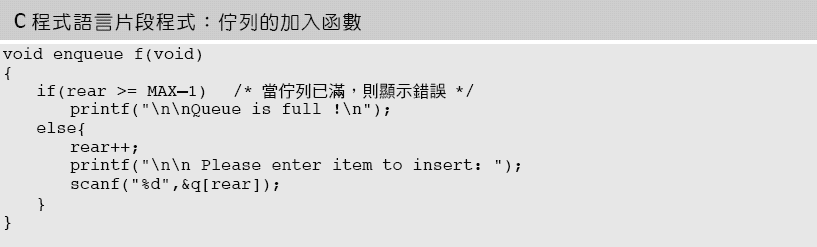 C 程式語言片段程式：佇列的加入函數
void enqueue f(void)
{
    if(rear >= MAX–1)   /* 當佇列已滿，則顯示錯誤 */
        printf("\n\nQueue is full !\n");
    else{
        rear++;
        printf("\n\n Please enter item to insert: ");
        scanf("%d",&q[rear]);
    }
}